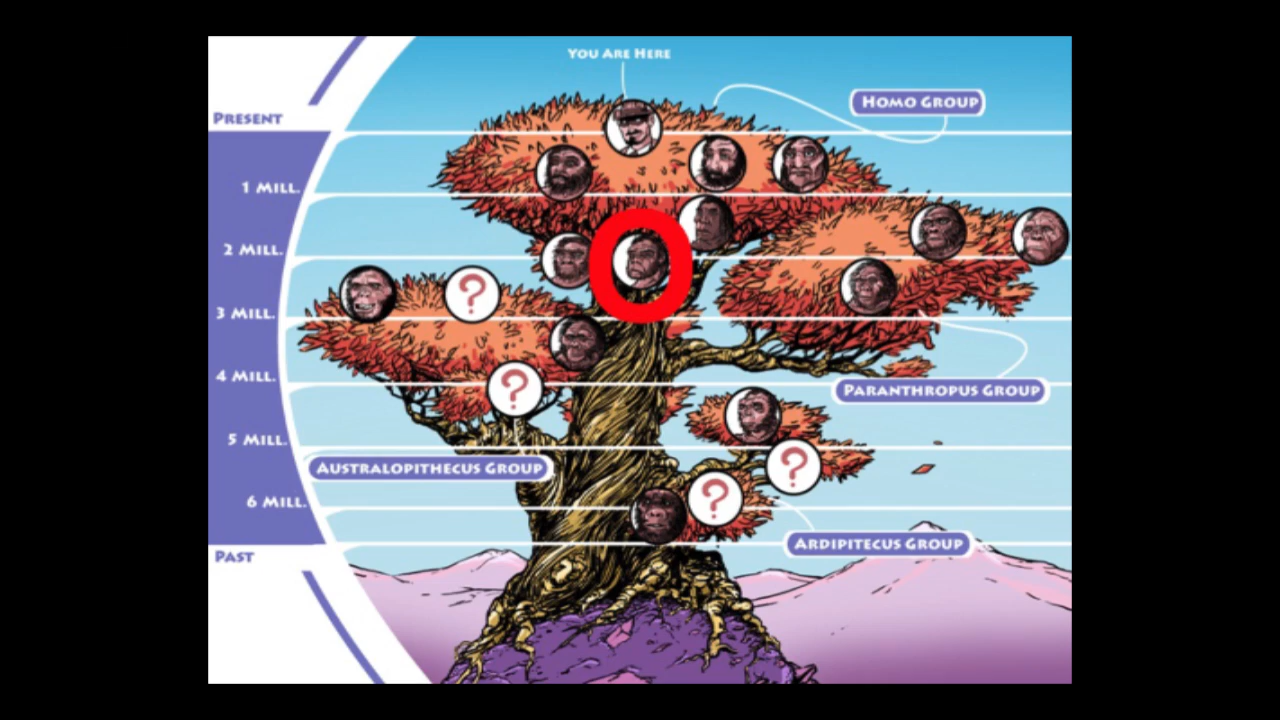 YOU ARE HERE
HOMO GROUP
PRESENT
1 MILL.
2 MILL.
?
3 MILL.
4 MILL.
PARANTHROPUS GROUP
?
5 MILL.
AUSTRALOPITHECUS GROUP
?
6 MILL.
?
ARDIPITECUS GROUP
PAST